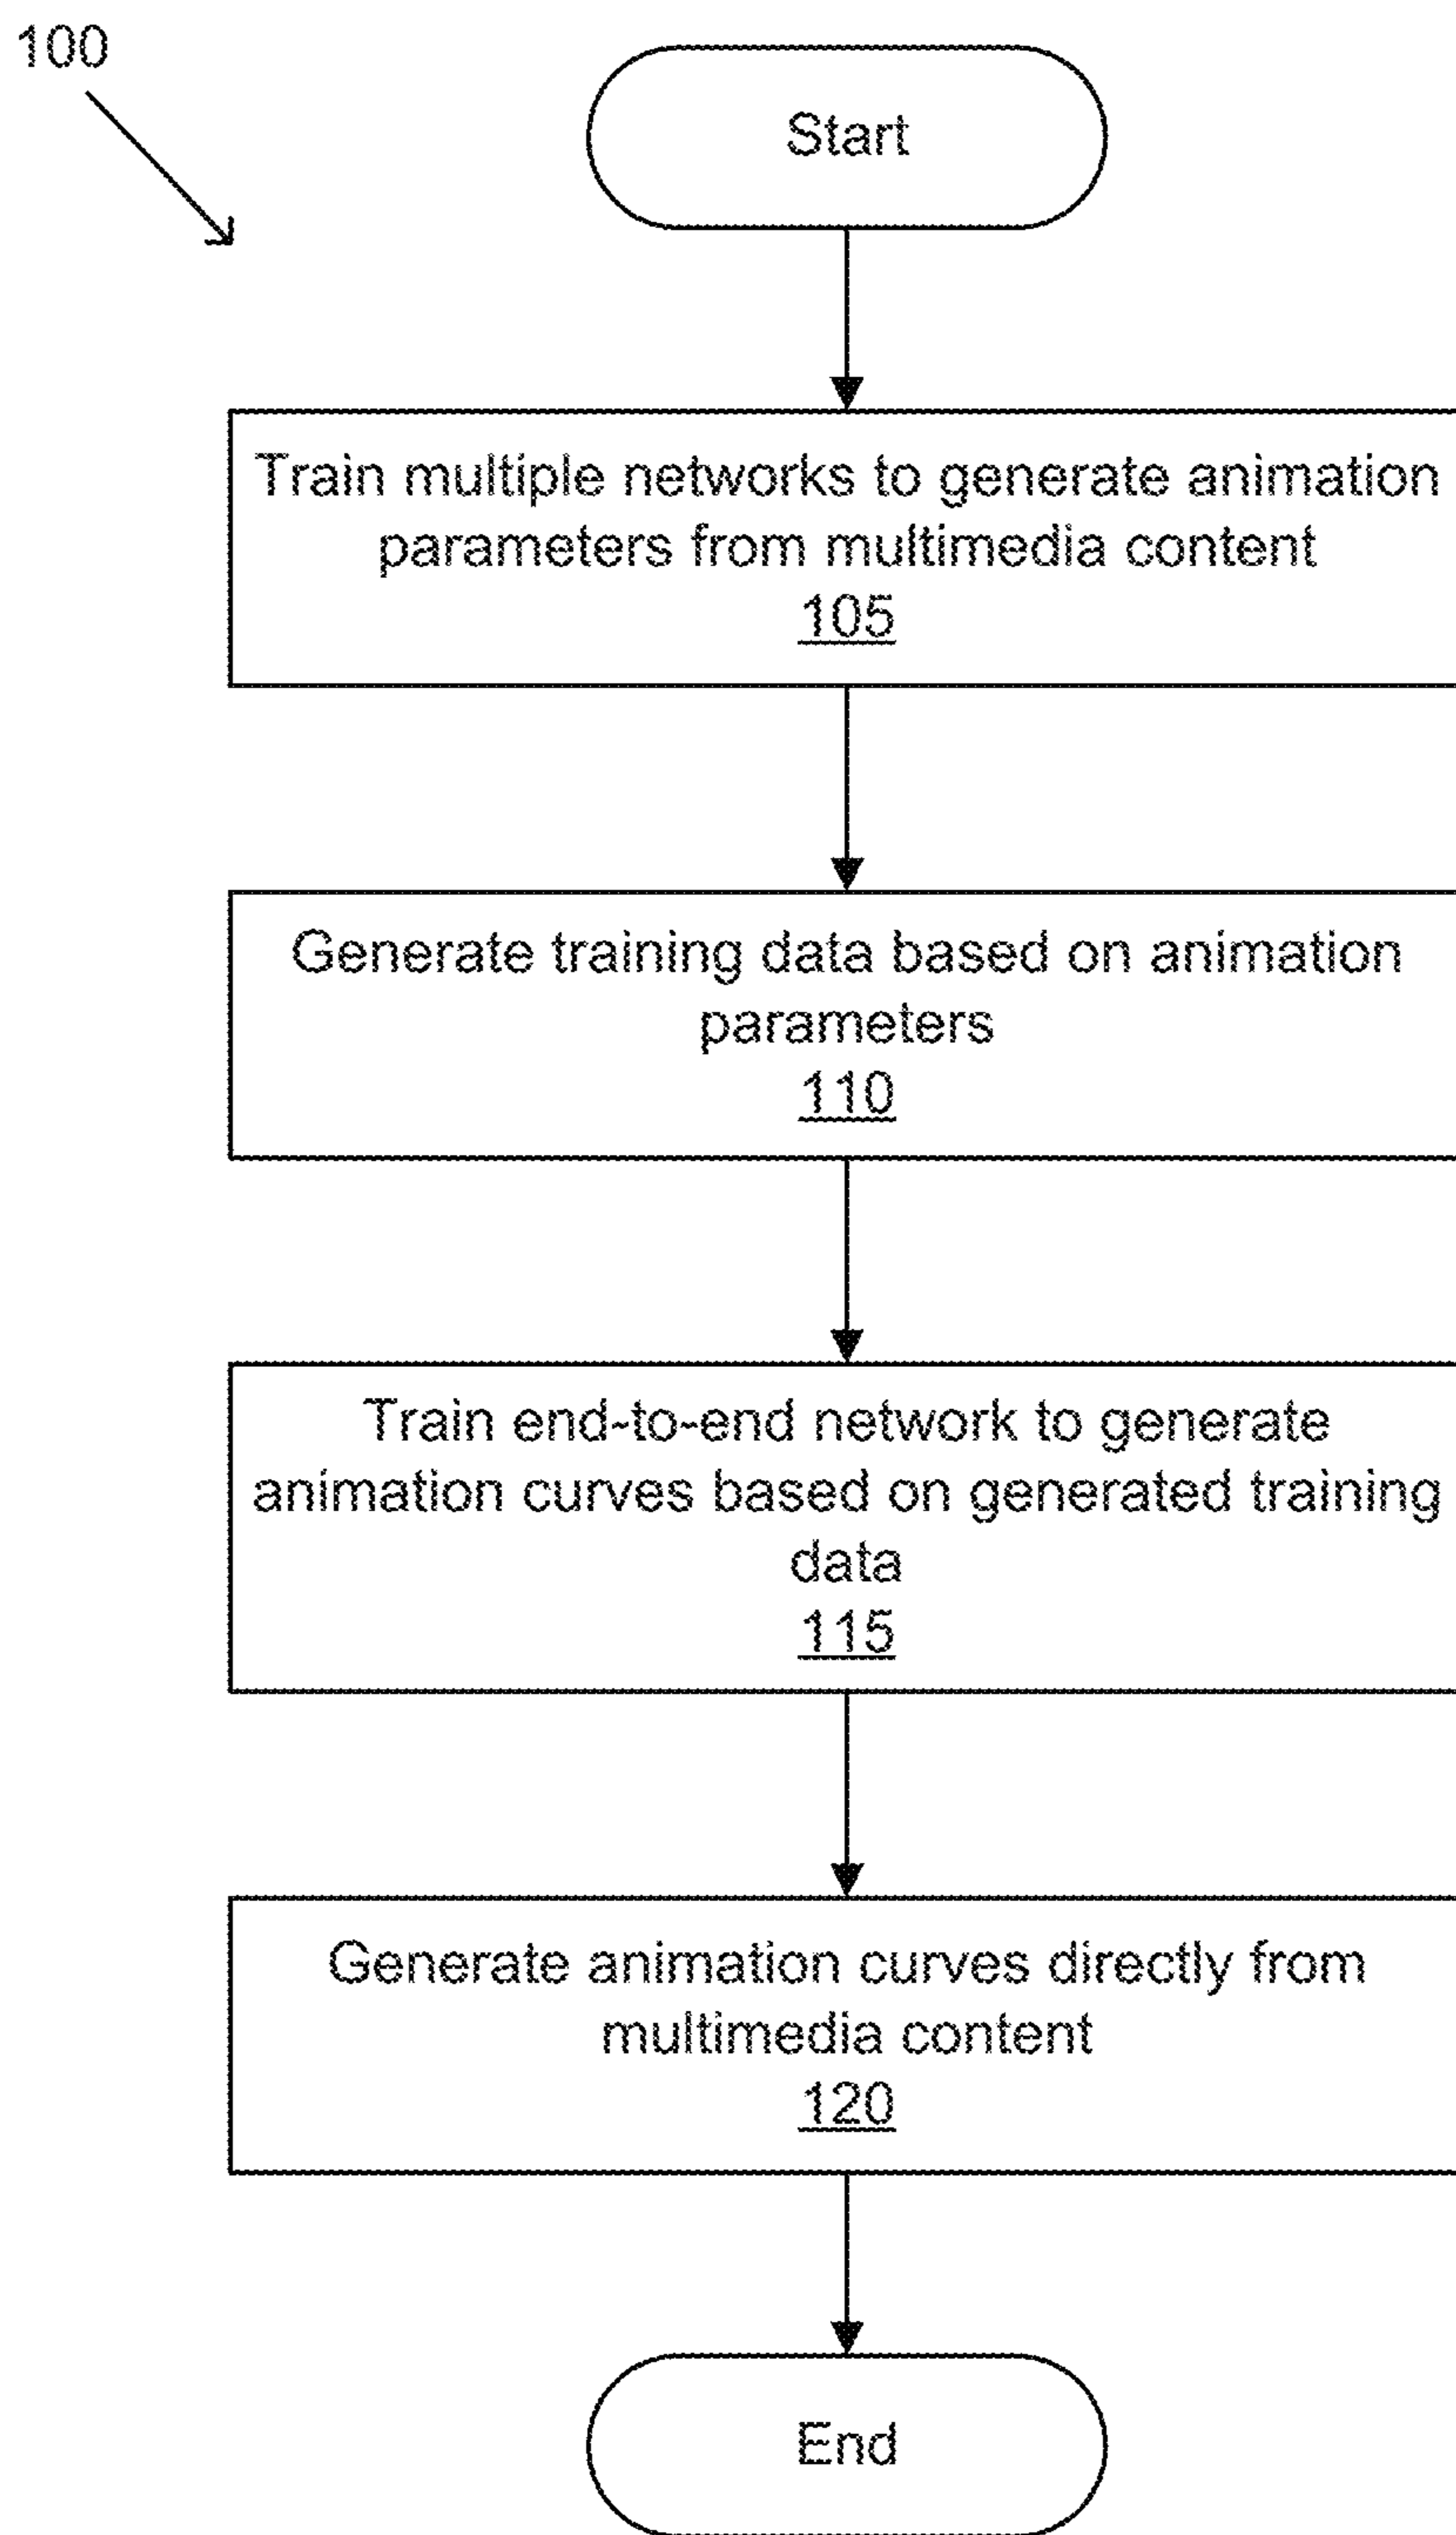 100
Start
Train multiple networks to generate animation
parameters from multimedia content
105
Generate training data based on animation
parameters
110
Train end-to-end network to generate
animation curves based on generated training
data
115
Generate animation curves directly from
multimedia content
120
End